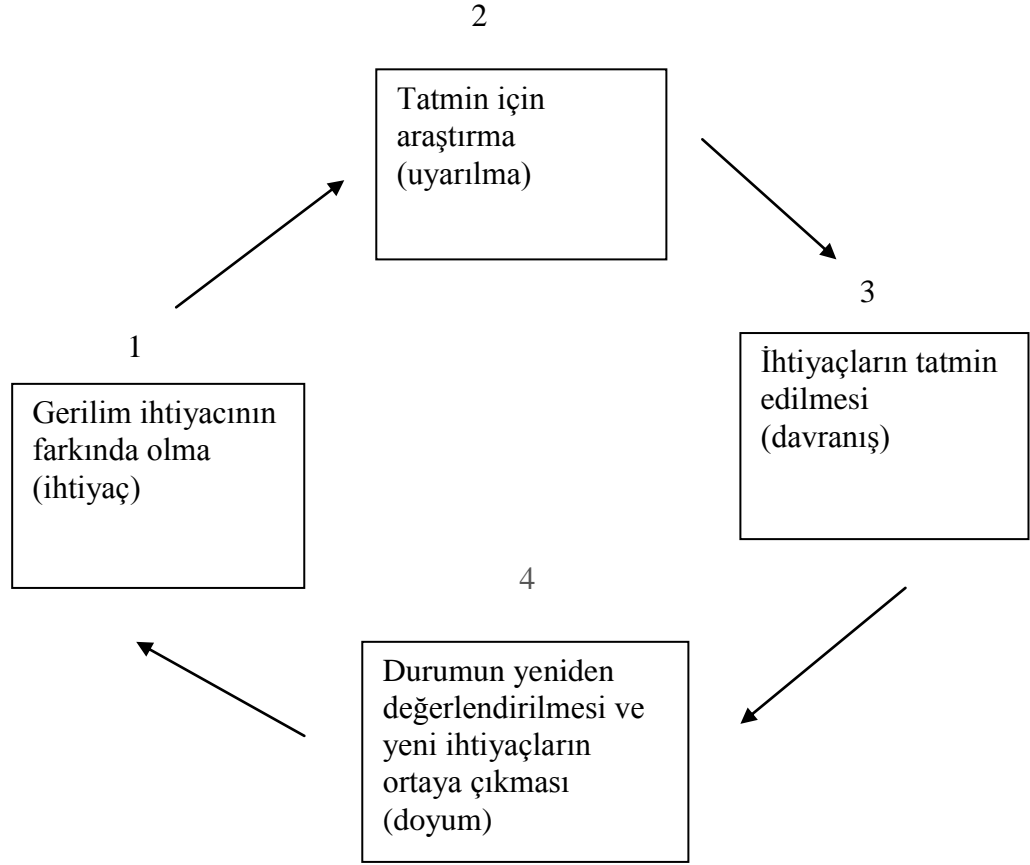 2
Tatmin için
araştırma
(uyarılma)
3
İhtiyaçların tatmin
edilmesi
(davranış)
1
Gerilim ihtiyacının
farkında olma
(ihtiyaç)
4
Durumun yeniden
değerlendirilmesi ve
yeni ihtiyaçların
ortaya çıkması
(doyum)